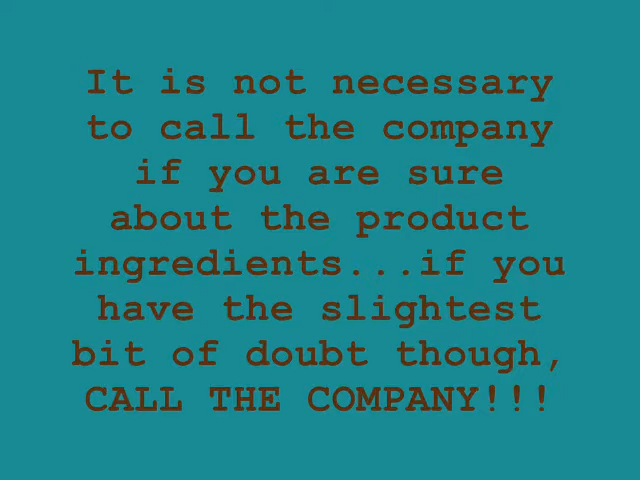 It is not necessary
to call the company
if you are sure
about the product
ingredients...if you
have the slightest
bit of doubt though,
CALL THE COMPANY!!!